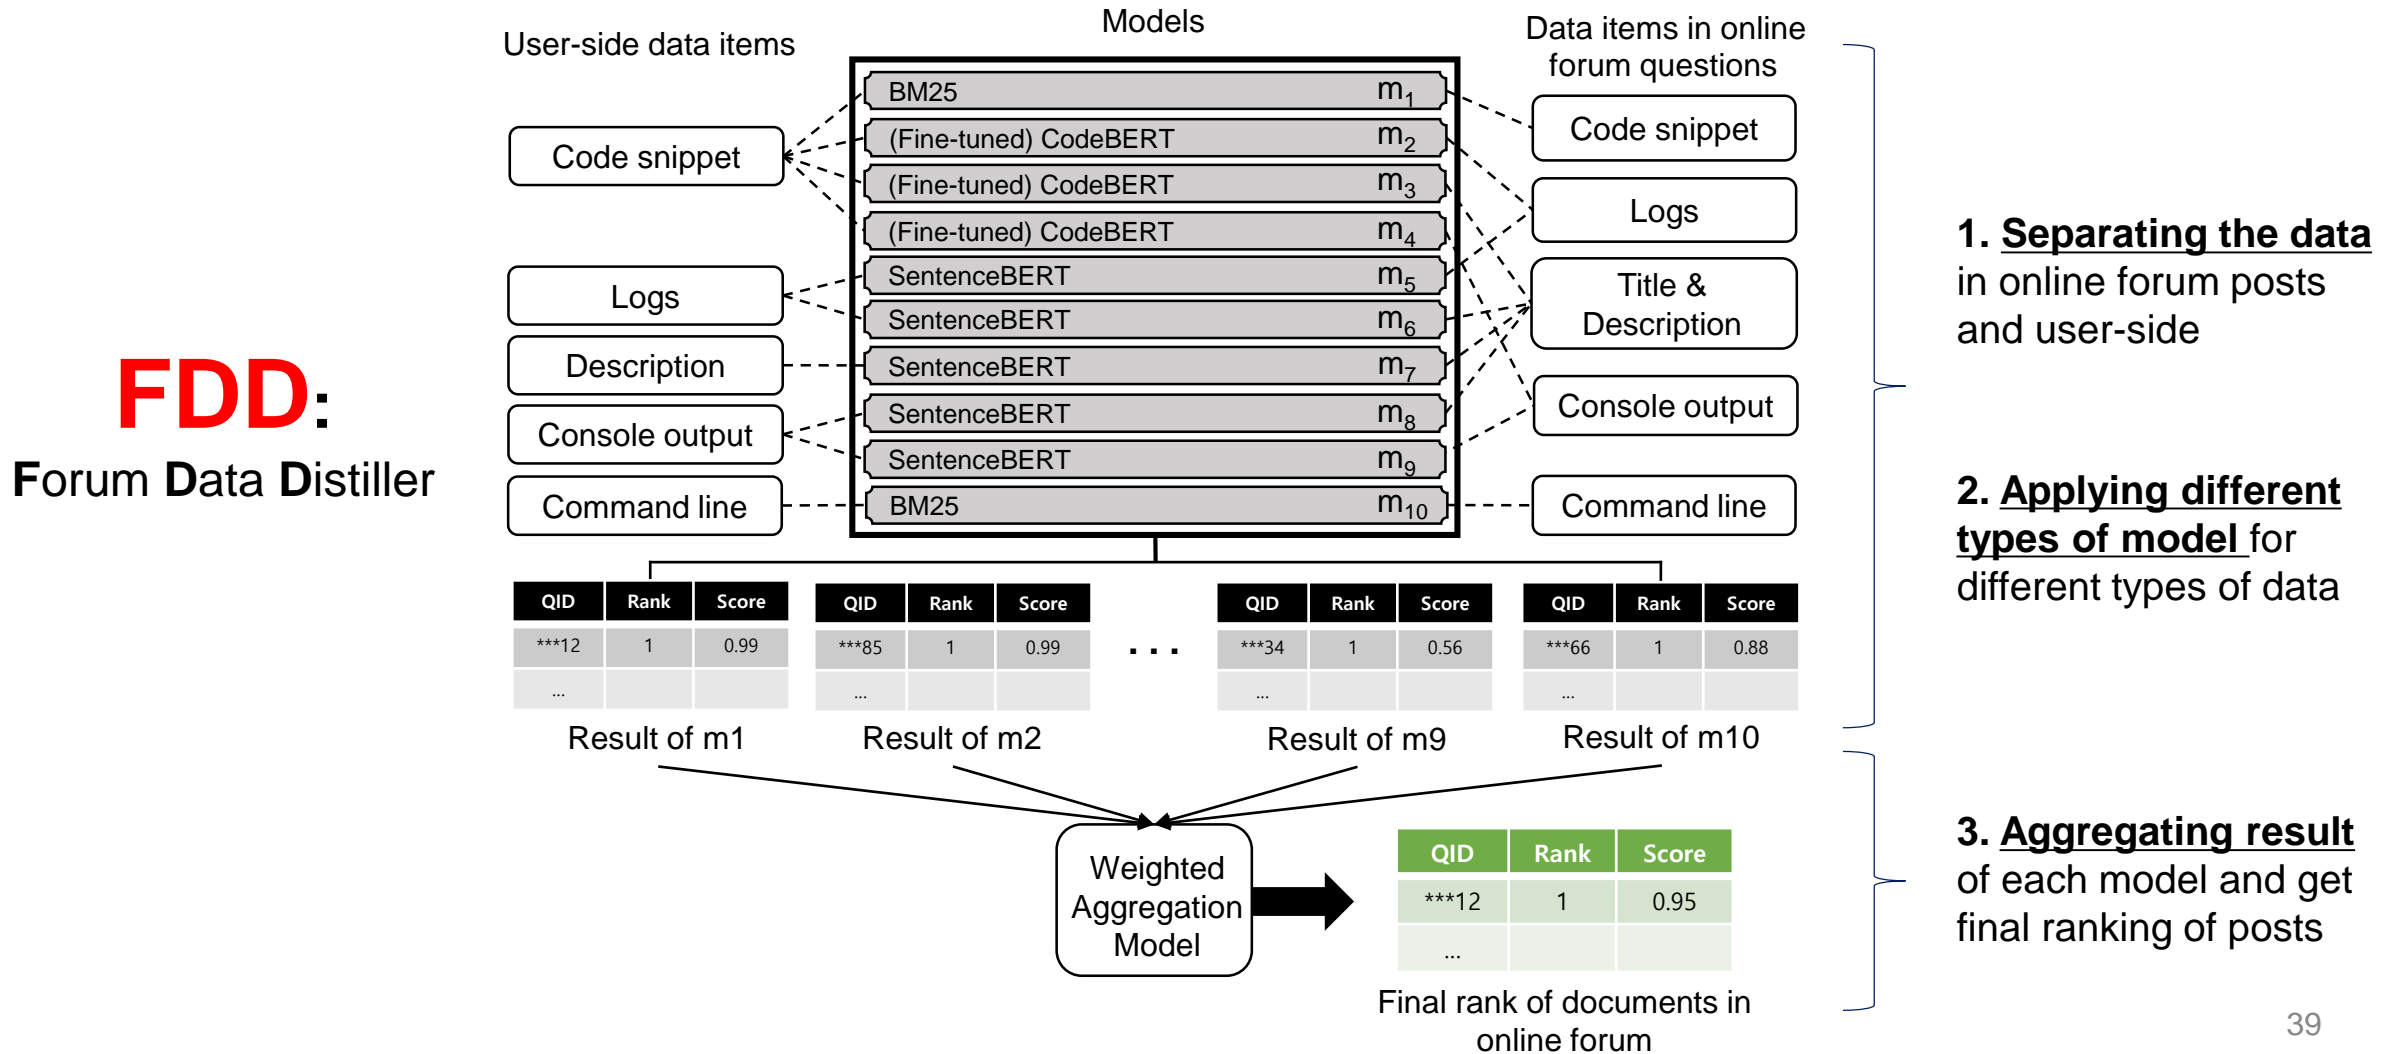 FDD:
Forum Data Distiller
User-side data items
Code snippet
Logs
Description
Console output
Command line
Models
BM25 m1
(Fine-tuned) CodeBERT m2
(Fine-tuned) CodeBERT m3
(Fine-tuned) CodeBERT m4
SentenceBERT m5
SentenceBERT m6
SentenceBERT m7
SentenceBERT m8
SentenceBERT m9
BM25 m10
Data items in online
forum questions
Code snippet
Logs
Title &
Description
Console output
Command line
QID Rank Score
***12 1 0.99
...
Result of m1
QID Rank Score
***85 1 0.99
...
Result of m2
. . .
QID Rank Score
***34 1 0.56
...
Result of m9
QID Rank Score
***66 1 0.88
...
Result of m10
Weighted
Aggregation
Model
QID Rank Score
***12 1 0.95
...
Final rank of documents in
online forum
1. Separating the data
in online forum posts
and user-side
2. Applying different
types of model for
different types of data
3. Aggregating result
of each model and get
final ranking of posts
39